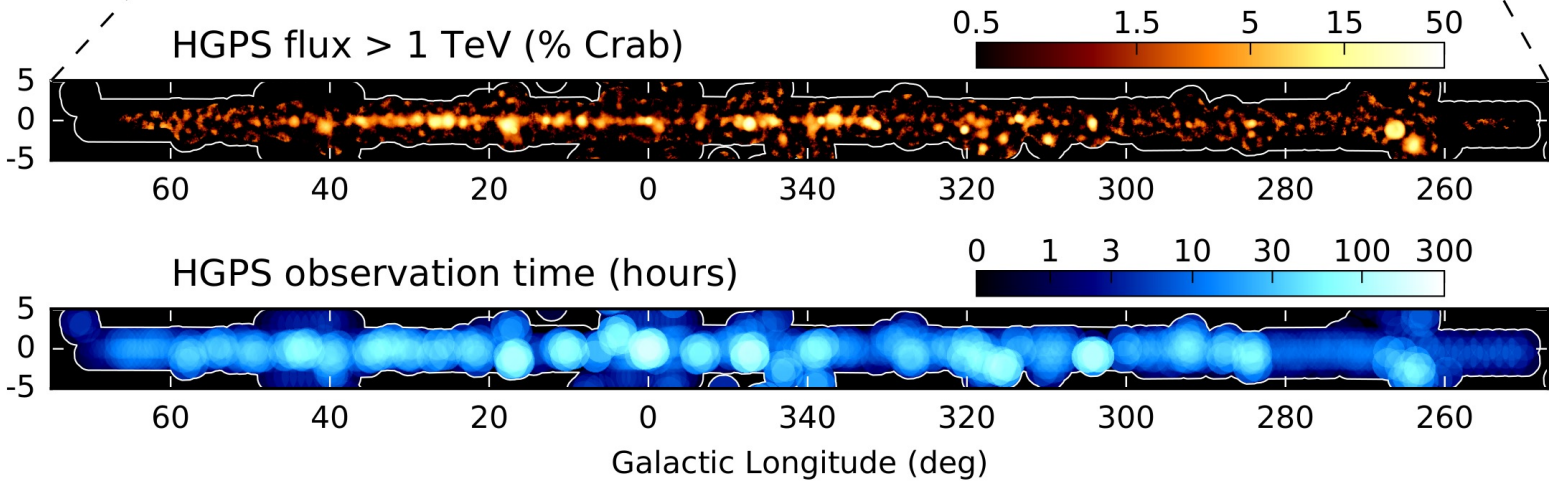 HGPS flux > 1 TeV (% Crab)
0.5 1.5 5 15 50
5
0
-5
60 40 20 0 340 320 300 280 260
HGPS observation time (hours)
0 1 3 10 30 100 300
5
0
-5
60 40 20 0 340 320 300 280 260
Galactic Longitude (deg)